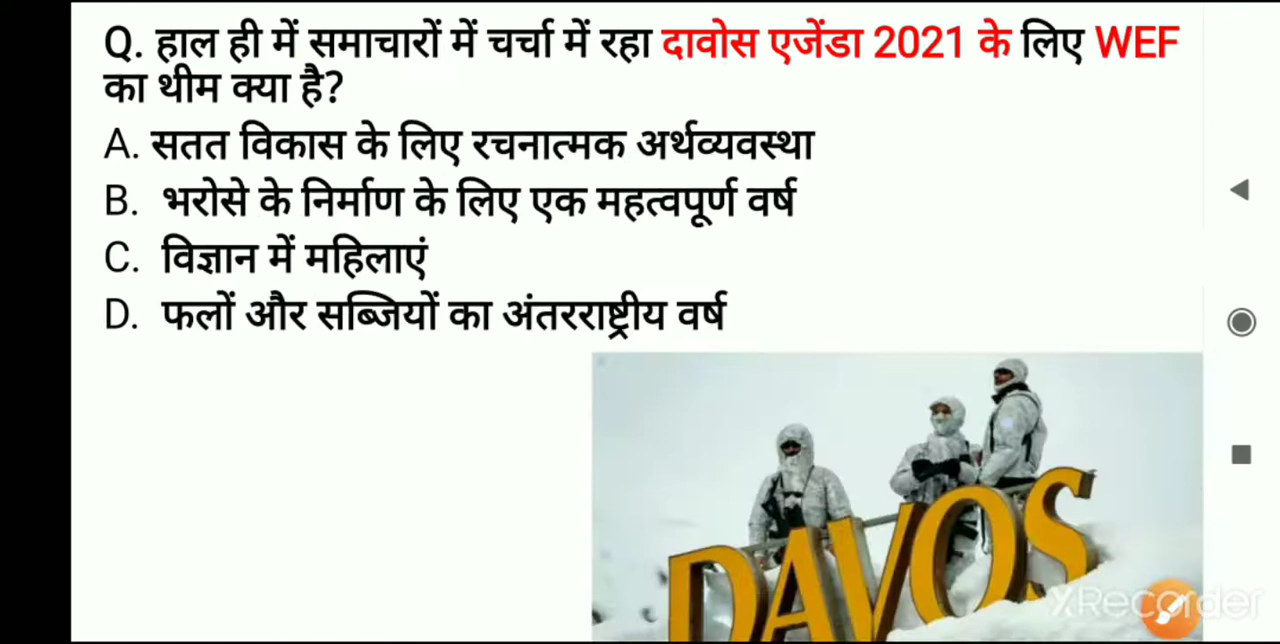 Q. हाल ही में समाचारों में चर्चा में रहा दावोस एजेंडा 2021 के लिए WEF
का थीम क्या है?
A. सतत विकास के लिए रचनात्मक अर्थव्यवस्था
B. भरोसे के निर्माण के लिए एक महत्वपूर्ण वर्ष
C. विज्ञान में महिलाएं
D. फलों और सब्जियों का अंतरराष्ट्रीय वर्ष
DAVOS
XRecorder